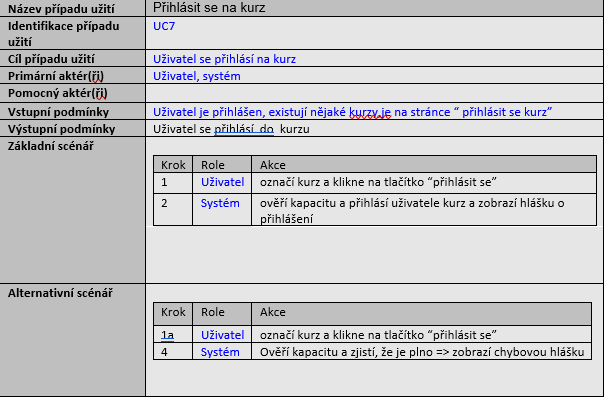 Název případu užití Přihlásit se na kurz
Identifikace případu UC7
užití
Cíl případu užití Uživatel se přihlásí na kurz
Primární aktér(ři) Uživatel, systém
Pomocný aktér(ři)
Vstupní podmínky Uživatel je přihlášen, existují nějaké kurzy,je na stránce “ přihlásit se kurz”
Výstupní podmínky Uživatel se přihlásí do kurzu
Základní scénář
Krok Role Akce
1 Uživatel označí kurz a klikne na tlačítko “přihlásit se”
2 Systém ověří kapacitu a přihlásí uživatele kurz a zobrazí hlášku o
přihlášení
Alternativní scénář
Krok Role Akce
1a Uživatel označí kurz a klikne na tlačítko “přihlásit se”
4 Systém Ověří kapacitu a zjistí, že je plno => zobrazí chybovou hlášku